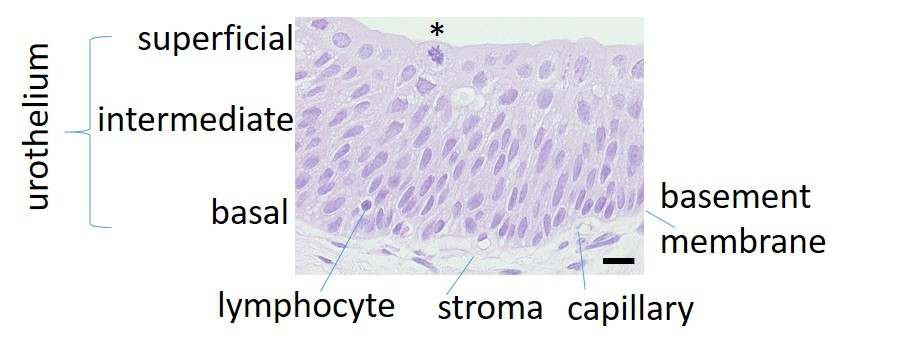 urothelium
superficial
*
intermediate
basal
basement
membrane
lymphocyte
stroma
capillary